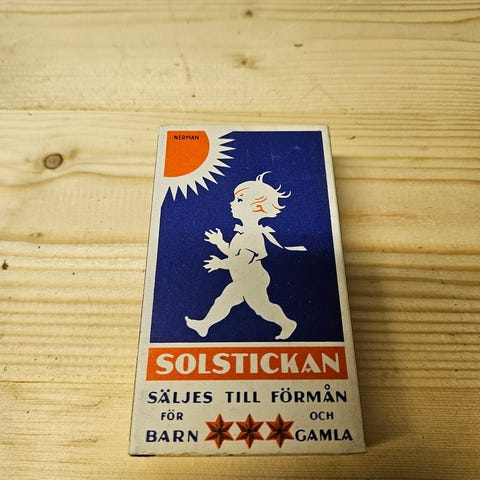 NERMAN
SOLSTICKAN
SÄLJES TILL FÖRMÅN
FÖR OCH
BARN GAMLA